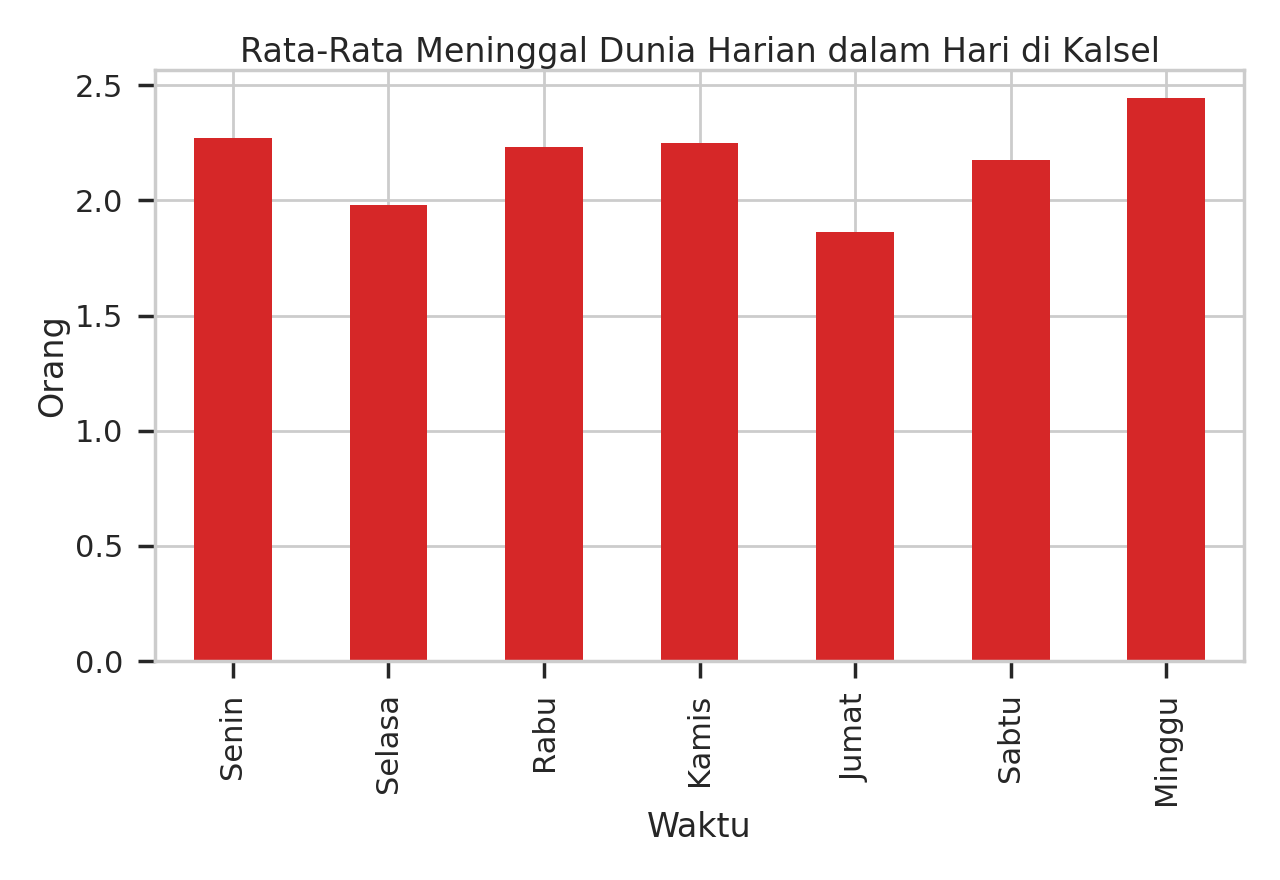 Rata-Rata Meninggal Dunia Harian dalam Hari di Kalsel
2.5
2.0
1.5
1.0
0.5
0.0
Orang
Senin
Selasa
Rabu
Kamis
Jumat
Sabtu
Minggu
Waktu